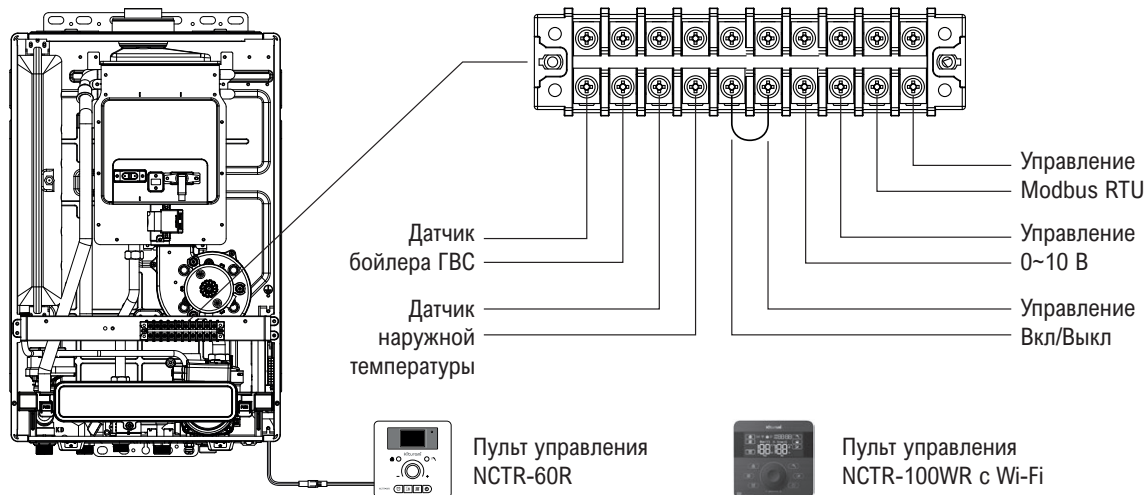 Датчик
бойлера ГВС
Датчик
наружной
температуры
Управление
Modbus RTU
Управление
0~10 В
Управление
Вкл/Выкл
Пульт управления
NCTR-60R
Пульт управления
NCTR-100WR с Wi-Fi
kiturami